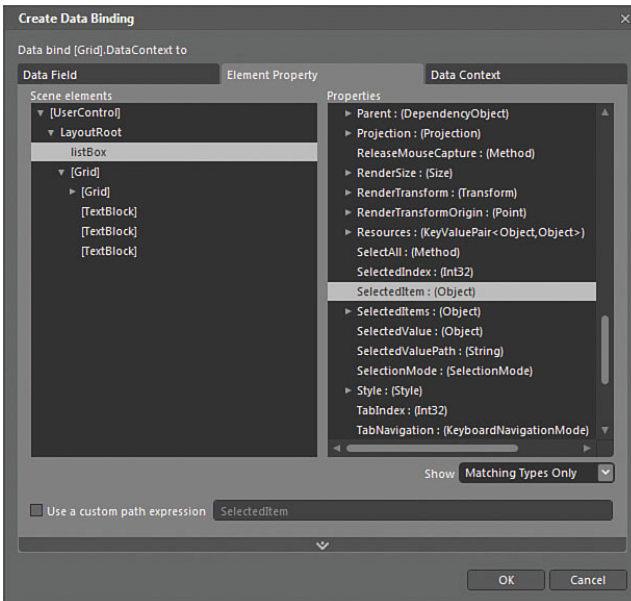 Create Data Binding
Data bind [Grid].DataContext to
Data Field
Element Property
Data Context
Scene elements
[UserControl]
LayoutRoot
listBox
[Grid]
[Grid]
[TextBlock]
[TextBlock]
[TextBlock]
Properties
Parent : (DependencyObject)
Projection : (Projection)
ReleaseMouseCapture : (Method)
RenderSize : (Size)
RenderTransform : (Transform)
RenderTransformOrigin : (Point)
Resources : (KeyValuePair<Object,Object>)
SelectAll : (Method)
SelectedIndex : (Int32)
SelectedItem : (Object)
SelectedItems : (Object)
SelectedValue : (Object)
SelectedValuePath : (String)
SelectionMode : (SelectionMode)
Style : (Style)
TabIndex : (Int32)
TabNavigation : (KeyboardNavigationMode)
Show Matching Types Only
Use a custom path expression SelectedItem
OK Cancel